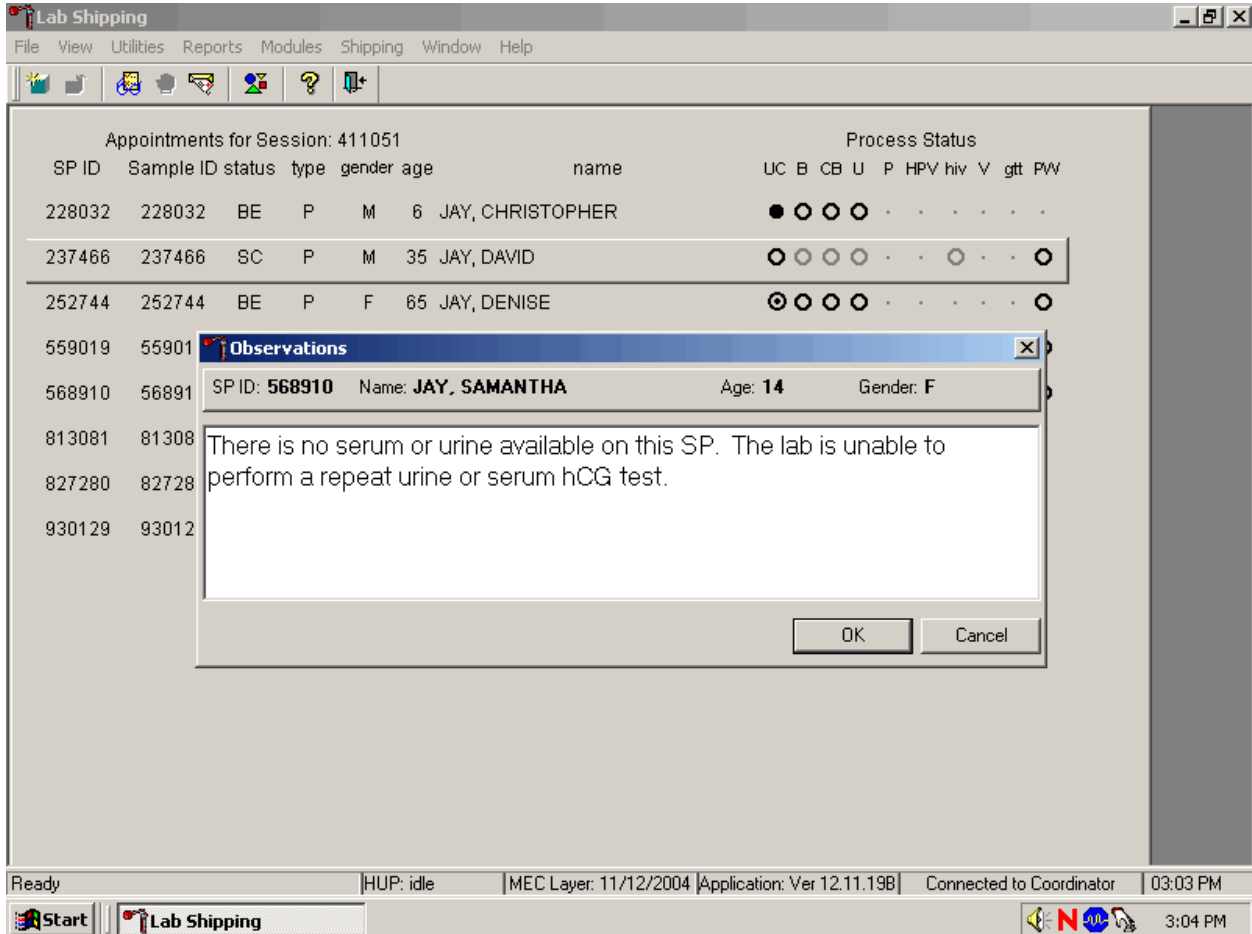 Lab Shipping
File View Utilities Reports Modules Shipping Window Help
Appointments for Session: 411051 Process Status
SP ID Sample ID status type gender age name UC B CB U P HPV hiv V gtt PW
228032 228032 BE P M 6 JAY, CHRISTOPHER
237466 237466 SC P M 35 JAY, DAVID
252744 252744 BE P F 65 JAY, DENISE
559019 55901
568910 56891
813081 81308
827280 82728
930129 93012
Observations
SP ID: 568910 Name: JAY, SAMANTHA Age: 14 Gender: F
There is no serum or urine available on this SP. The lab is unable to
perform a repeat urine or serum hCG test.
OK Cancel
Ready HUP: idle MEC Layer: 11/12/2004 Application: Ver 12.11.19B Connected to Coordinator 03:03 PM
Start Lab Shipping N 3:04 PM